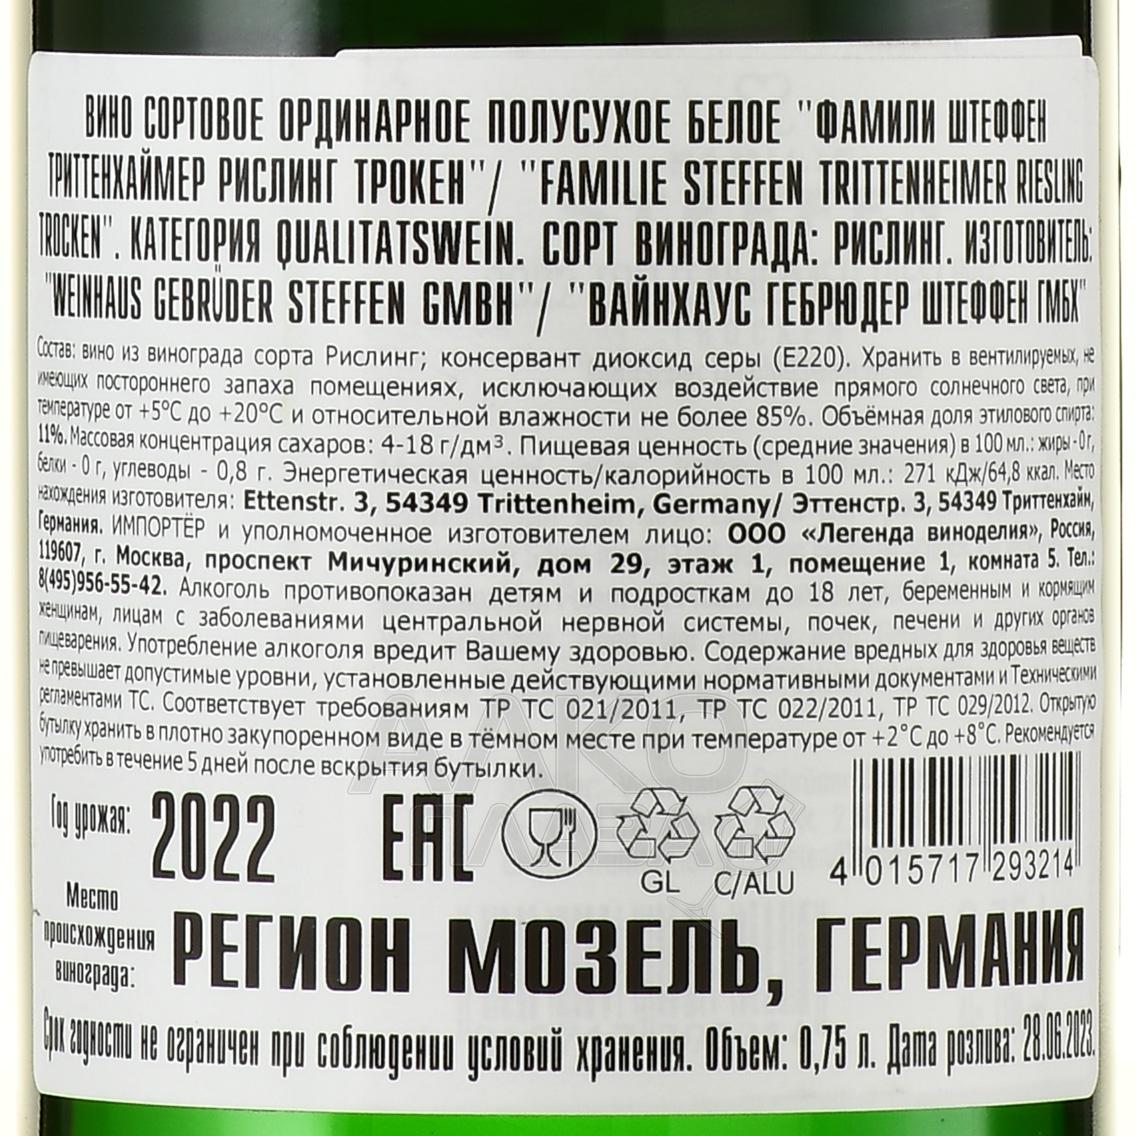 ВИНО СОРТОВОЕ ОРДИНАРНОЕ ПОЛУСУХОЕ БЕЛОЕ "ФАМИЛИ ШТЕФФЕН
ТРИТТЕНХАЙМЕР РИСЛИНГ ТРОКЕН"/ "FAMILIE STEFFEN TRITTENHEIMER RIESLING
TROCKEN". КАТЕГОРИЯ QUALITATSWEIN. СОРТ ВИНОГРАДА: РИСЛИНГ. ИЗГОТОВИТЕЛЬ:
"WEINHAUS GEBRÜDER STEFFEN GMBH"/ "ВАЙНХАУС ГЕБРЮДЕР ШТЕФФЕН ГМБХ"
Состав: вино из винограда сорта Рислинг; консервант диоксид серы (Е220). Хранить в вентилируемых, не
имеющих постороннего запаха помещениях, исключающих воздействие прямого солнечного света, при
температуре от +5°С до +20°С и относительной влажности не более 85%. Объёмная доля этилового спирта:
11%. Массовая концентрация сахаров: 4-18 г/дм³. Пищевая ценность (средние значения) в 100 мл.: жиры - 0 г,
белки - 0 г, углеводы - 0,8 г. Энергетическая ценность/калорийность в 100 мл.: 271 кДж/64,8 ккал. Место
нахождения изготовителя: Ettenstr. 3, 54349 Trittenheim, Germany/ Эттенстр. 3, 54349 Триттенхайм,
Германия. ИМПОРТЁР и уполномоченное изготовителем лицо: ООО «Легенда виноделия», Россия,
119607, г. Москва, проспект Мичуринский, дом 29, этаж 1, помещение 1, комната 5. Тел.:
8(495)956-55-42. Алкоголь противопоказан детям и подросткам до 18 лет, беременным и кормящим
женщинам, лицам с заболеваниями центральной нервной системы, почек, печени и других органов
пищеварения. Употребление алкоголя вредит Вашему здоровью. Содержание вредных для здоровья веществ
не превышает допустимые уровни, установленные действующими нормативными документами и Техническими
регламентами ТС. Соответствует требованиям ТР ТС 021/2011, ТР ТС 022/2011, ТР ТС 029/2012. Открытую
бутылку хранить в плотно закупоренном виде в тёмном месте при температуре от +2°С до +8°С. Рекомендуется
употребить в течение 5 дней после вскрытия бутылки.
Год урожая: 2022 ЕАС
GL C/ALU
4 015717 293214
Место
происхождения
винограда:
РЕГИОН МОЗЕЛЬ, ГЕРМАНИЯ
Срок годности не ограничен при соблюдении условий хранения. Объем: 0,75 л. Дата розлива: 28.06.2023.